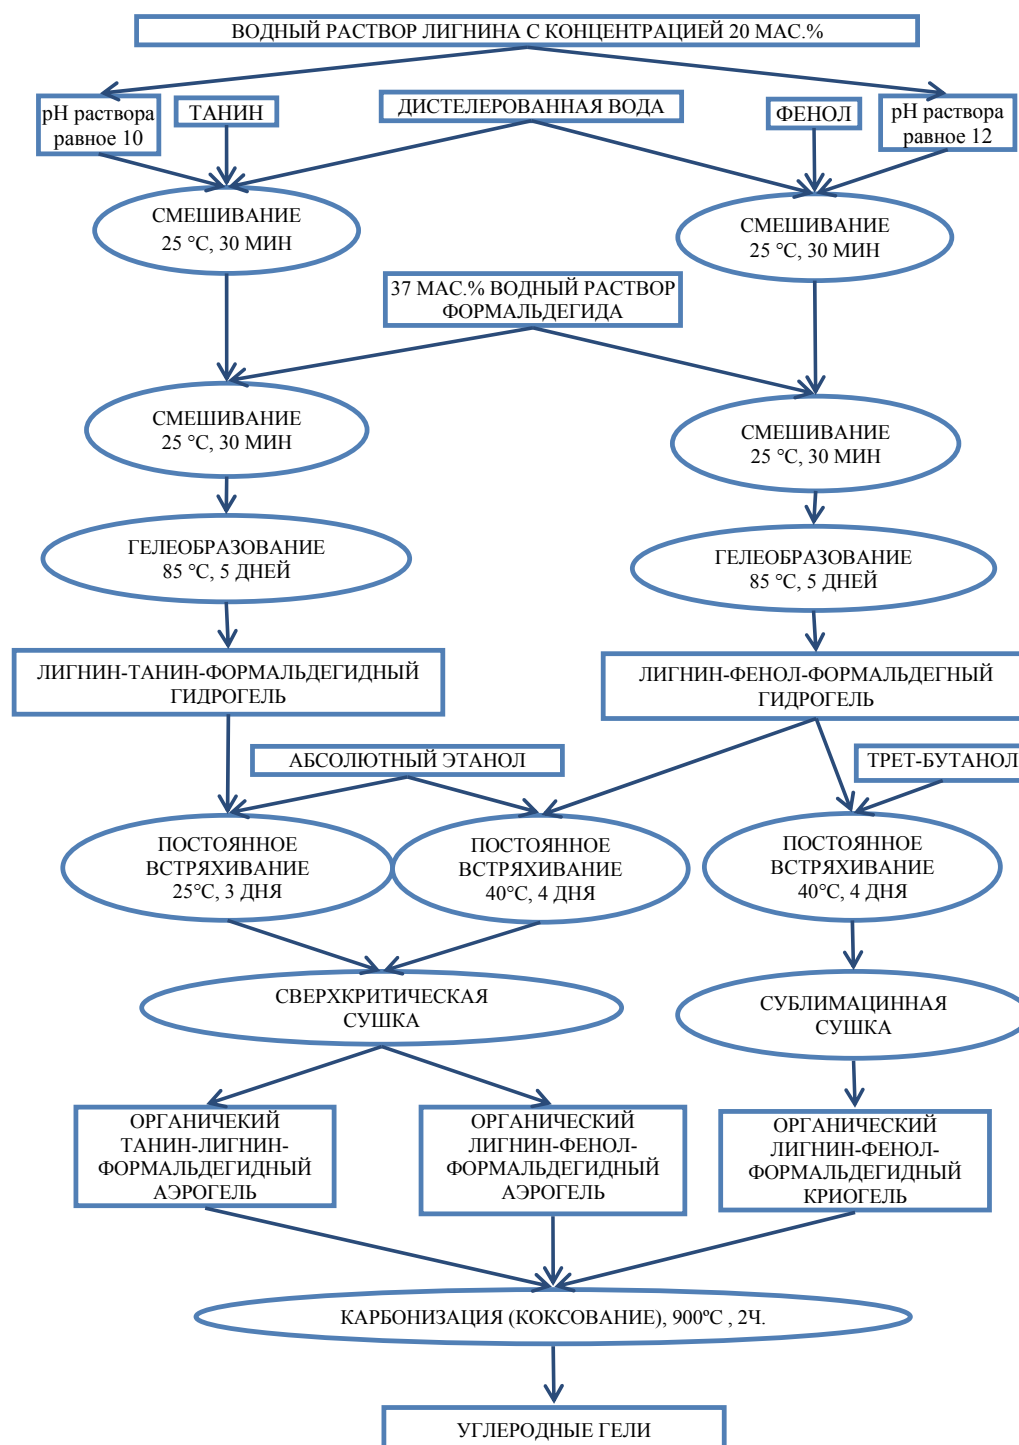 ВОДНЫЙ РАСТВОР ЛИГНИНА С КОНЦЕНТРАЦИЕЙ 20 МАС.%
pH раствора
равное 10
ТАНИН
ДИСТЕЛЕРОВАННАЯ ВОДА
ФЕНОЛ
pH раствора
равное 12
СМЕШИВАНИЕ
25 °С, 30 МИН
СМЕШИВАНИЕ
25 °С, 30 МИН
37 МАС.% ВОДНЫЙ РАСТВОР
ФОРМАЛЬДЕГИДА
СМЕШИВАНИЕ
25 °С, 30 МИН
СМЕШИВАНИЕ
25 °С, 30 МИН
ГЕЛЕОБРАЗОВАНИЕ
85 °С, 5 ДНЕЙ
ГЕЛЕОБРАЗОВАНИЕ
85 °С, 5 ДНЕЙ
ЛИГНИН-ТАНИН-ФОРМАЛЬДЕГИДНЫЙ
ГИДРОГЕЛЬ
ЛИГНИН-ФЕНОЛ-ФОРМАЛЬДЕГНЫЙ
ГИДРОГЕЛЬ
АБСОЛЮТНЫЙ ЭТАНОЛ
ТРЕТ-БУТАНОЛ
ПОСТОЯННОЕ
ВСТРЯХИВАНИЕ
25°С, 3 ДНЯ
ПОСТОЯННОЕ
ВСТРЯХИВАНИЕ
40°С, 4 ДНЯ
ПОСТОЯННОЕ
ВСТРЯХИВАНИЕ
40°С, 4 ДНЯ
СВЕРХКРИТИЧЕСКАЯ
СУШКА
СУБЛИМАЦИННАЯ
СУШКА
ОРГАНИЧЕКИЙ
ТАНИН-ЛИГНИН-
ФОРМАЛЬДЕГИДНЫЙ
АЭРОГЕЛЬ
ОРГАНИЧЕСКИЙ
ЛИГНИН-ФЕНОЛ-
ФОРМАЛЬДЕГИДНЫЙ
АЭРОГЕЛЬ
ОРГАНИЧЕСКИЙ
ЛИГНИН-ФЕНОЛ-
ФОРМАЛЬДЕГИДНЫЙ
КРИОГЕЛЬ
КАРБОНИЗАЦИЯ (КОКСОВАНИЕ), 900ºС , 2Ч.
УГЛЕРОДНЫЕ ГЕЛИ